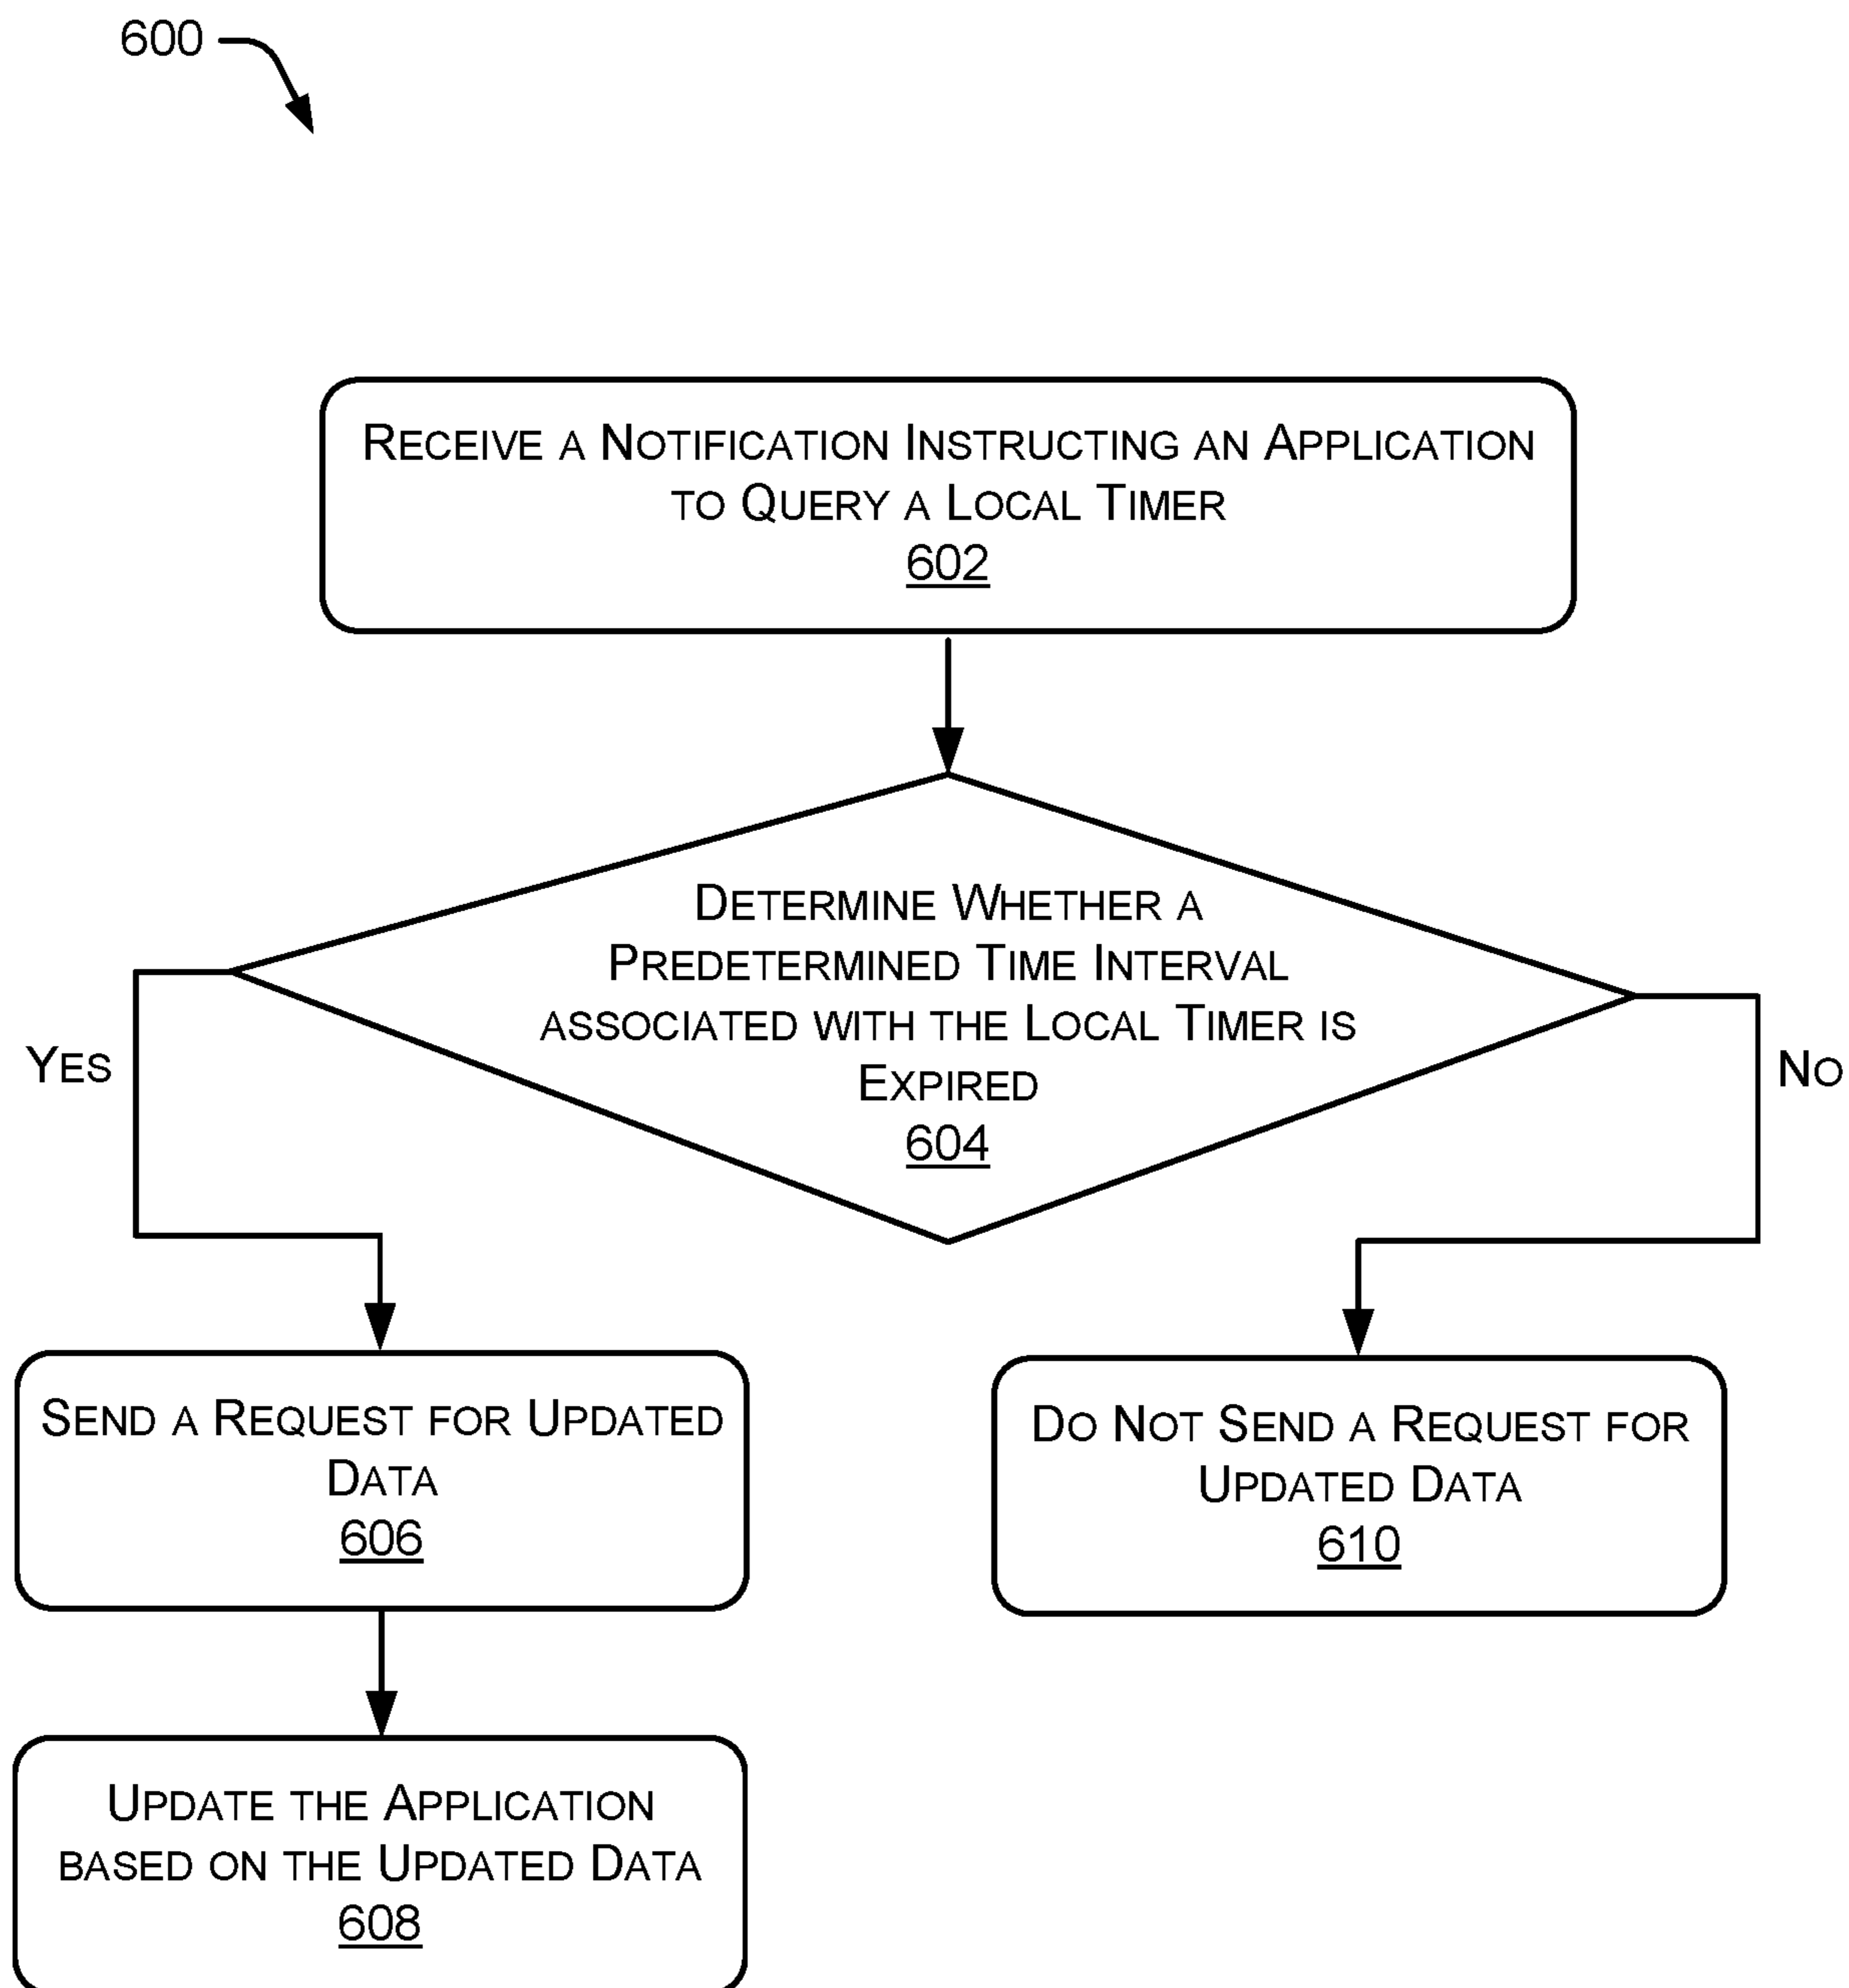 600
Receive a Notification Instructing an Application
to Query a Local Timer
602
Determine Whether a
Predetermined Time Interval
associated with the Local Timer is
Expired
604
Yes
No
Send a Request for Updated
Data
606
Do Not Send a Request for
Updated Data
610
Update the Application
based on the Updated Data
608